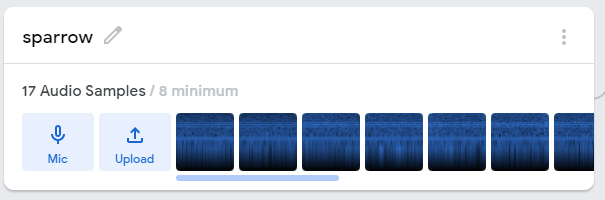 sparrow
17 Audio Samples / 8 minimum
Mic
Upload